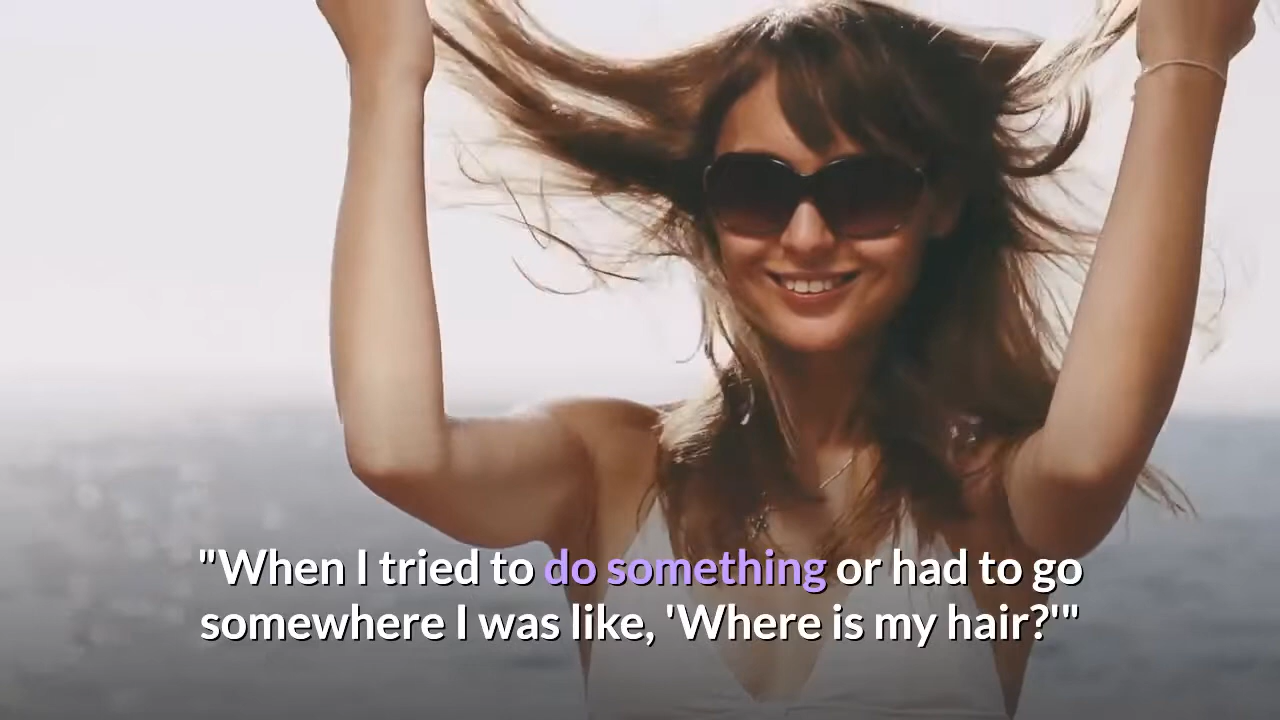 "When I tried to do something or had to go
somewhere I was like, 'Where is my hair?'"